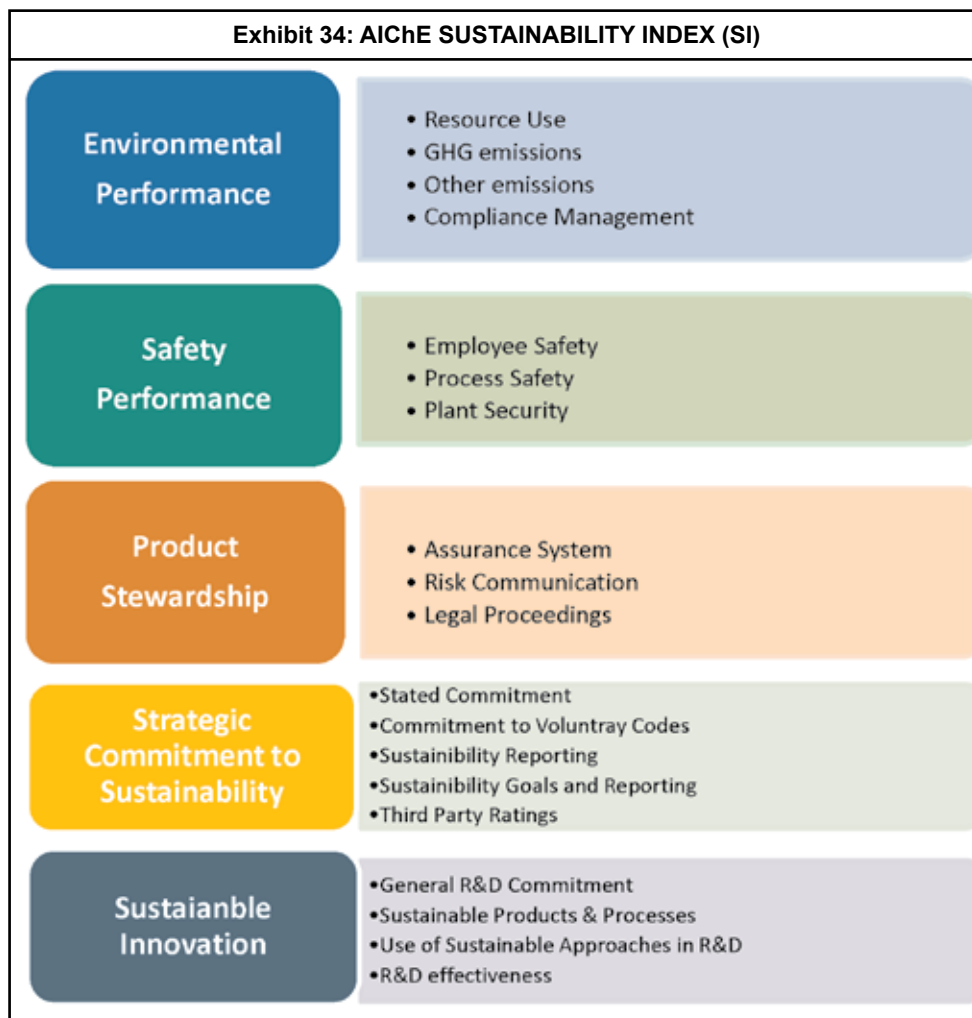 Exhibit 34: AIChE SUSTAINABILITY INDEX (SI)
Environmental
Performance
• Resource Use
• GHG emissions
• Other emissions
• Compliance Management
Safety
Performance
• Employee Safety
• Process Safety
• Plant Security
Product
Stewardship
• Assurance System
• Risk Communication
• Legal Proceedings
Strategic
Commitment to
Sustainability
•Stated Commitment
•Commitment to Voluntray Codes
•Sustainibility Reporting
•Sustainibility Goals and Reporting
•Third Party Ratings
Sustaianble
Innovation
•General R&D Commitment
•Sustainable Products & Processes
•Use of Sustainable Approaches in R&D
•R&D effectiveness